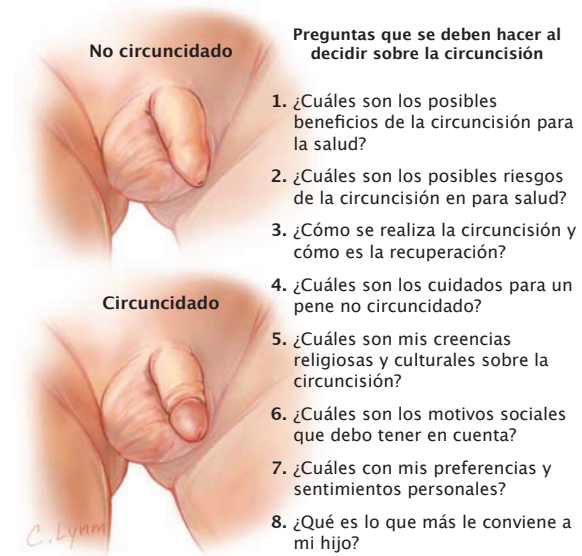 No circuncidado
Circuncidado
C. Lynm
Preguntas que se deben hacer al
decidir sobre la circuncisión
1. ¿Cuáles son los posibles
beneficios de la circuncisión para
la salud?
2. ¿Cuáles son los posibles riesgos
de la circuncisión en para salud?
3. ¿Cómo se realiza la circuncisión y
cómo es la recuperación?
4. ¿Cuáles son los cuidados para un
pene no circuncidado?
5. ¿Cuáles son mis creencias
religiosas y culturales sobre la
circuncisión?
6. ¿Cuáles son los motivos sociales
que debo tener en cuenta?
7. ¿Cuáles con mis preferencias y
sentimientos personales?
8. ¿Qué es lo que más le conviene a
mi hijo?